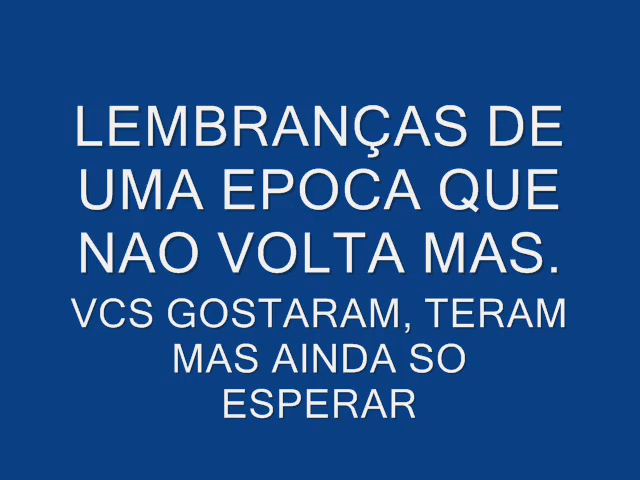 LEMBRANÇAS DE
UMA EPOCA QUE
NAO VOLTA MAS.
VCS GOSTARAM, TERAM
MAS AINDA SO
ESPERAR